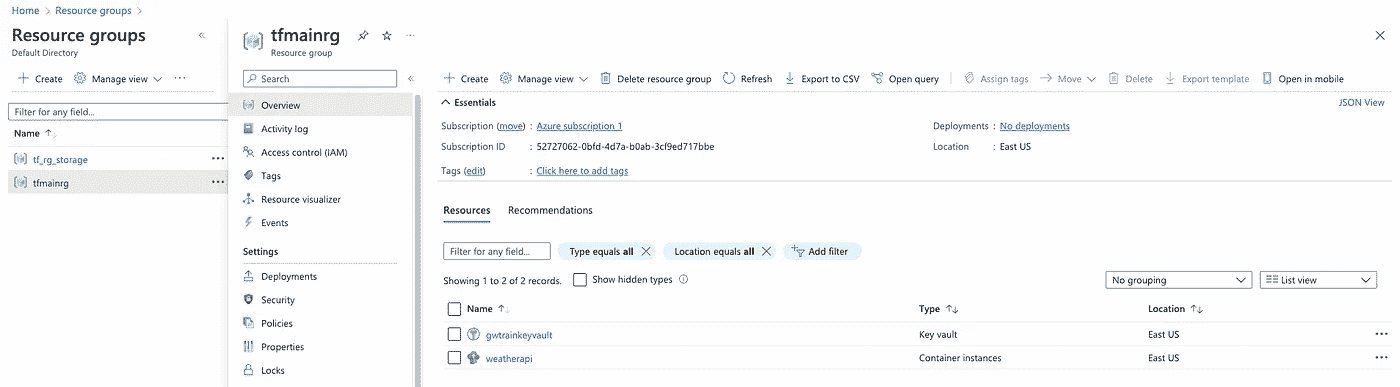 Home > Resource groups >
Resource groups
Default Directory
Create Manage view
Filter for any field...
Name
tf_rg_storage
tfmainrg
tfmainrg
Resource group
Search
Overview
Activity log
Access control (IAM)
Tags
Resource visualizer
Events
Settings
Deployments
Security
Policies
Properties
Locks
Create Manage view Delete resource group Refresh Export to CSV Open query Assign tags Move Delete Export template Open in mobile
Essentials JSON View
Subscription (move) : Azure subscription 1 Deployments : No deployments
Subscription ID : 52727062-0bfd-4d7a-b0ab-3cf9ed717bbe Location : East US
Tags (edit) : Click here to add tags
Resources Recommendations
Filter for any field... Type equals all Location equals all Add filter
Showing 1 to 2 of 2 records. Show hidden types No grouping List view
Name Type Location
gwtrainkeyvault Key vault East US
weatherapi Container instances East US